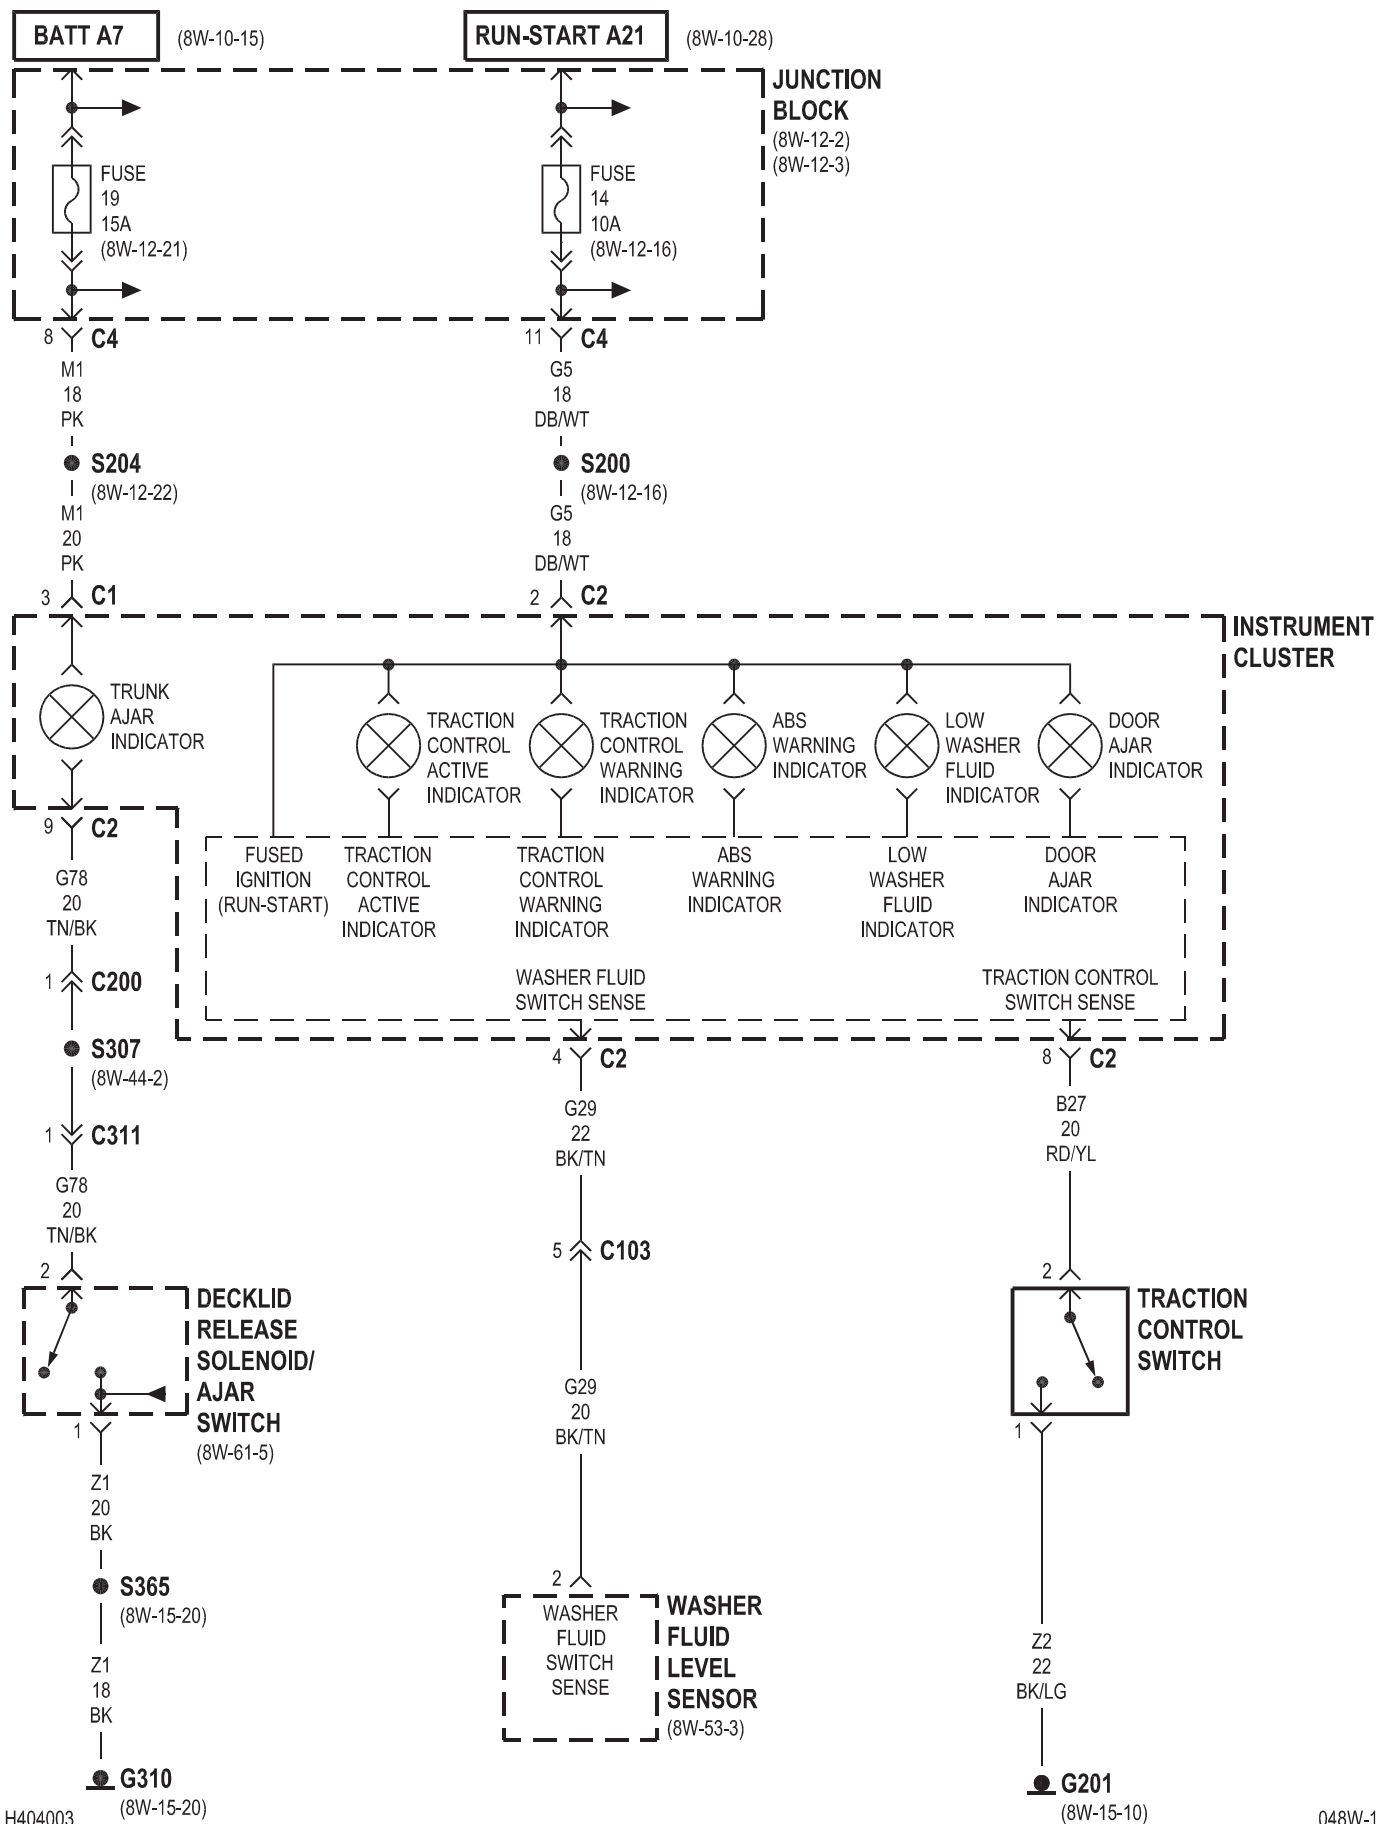 BATT A7
(8W-10-15)
RUN-START A21
(8W-10-28)
JUNCTION
BLOCK
(8W-12-2)
(8W-12-3)
FUSE
19
15A
(8W-12-21)
FUSE
14
10A
(8W-12-16)
8
C4
11
C4
M1
18
PK
G5
18
DB/WT
S204
(8W-12-22)
S200
(8W-12-16)
M1
20
PK
G5
18
DB/WT
3
C1
2
C2
INSTRUMENT
CLUSTER
TRUNK
AJAR
INDICATOR
TRACTION
CONTROL
ACTIVE
INDICATOR
TRACTION
CONTROL
WARNING
INDICATOR
ABS
WARNING
INDICATOR
LOW
WASHER
FLUID
INDICATOR
DOOR
AJAR
INDICATOR
9
C2
FUSED
IGNITION
(RUN-START)
TRACTION
CONTROL
ACTIVE
INDICATOR
TRACTION
CONTROL
WARNING
INDICATOR
ABS
WARNING
INDICATOR
LOW
WASHER
FLUID
INDICATOR
DOOR
AJAR
INDICATOR
G78
20
TN/BK
1
C200
WASHER FLUID
SWITCH SENSE
TRACTION CONTROL
SWITCH SENSE
S307
(8W-44-2)
4
C2
8
C2
1
C311
G29
22
BK/TN
B27
20
RD/YL
G78
20
TN/BK
5
C103
2
DECKLID
RELEASE
SOLENOID/
AJAR
SWITCH
(8W-61-5)
2
TRACTION
CONTROL
SWITCH
G29
20
BK/TN
1
1
Z1
20
BK
S365
(8W-15-20)
2
WASHER
FLUID
SWITCH
SENSE
WASHER
FLUID
LEVEL
SENSOR
(8W-53-3)
Z1
18
BK
Z2
22
BK/LG
G310
(8W-15-20)
G201
(8W-15-10)
H404003
048W-1